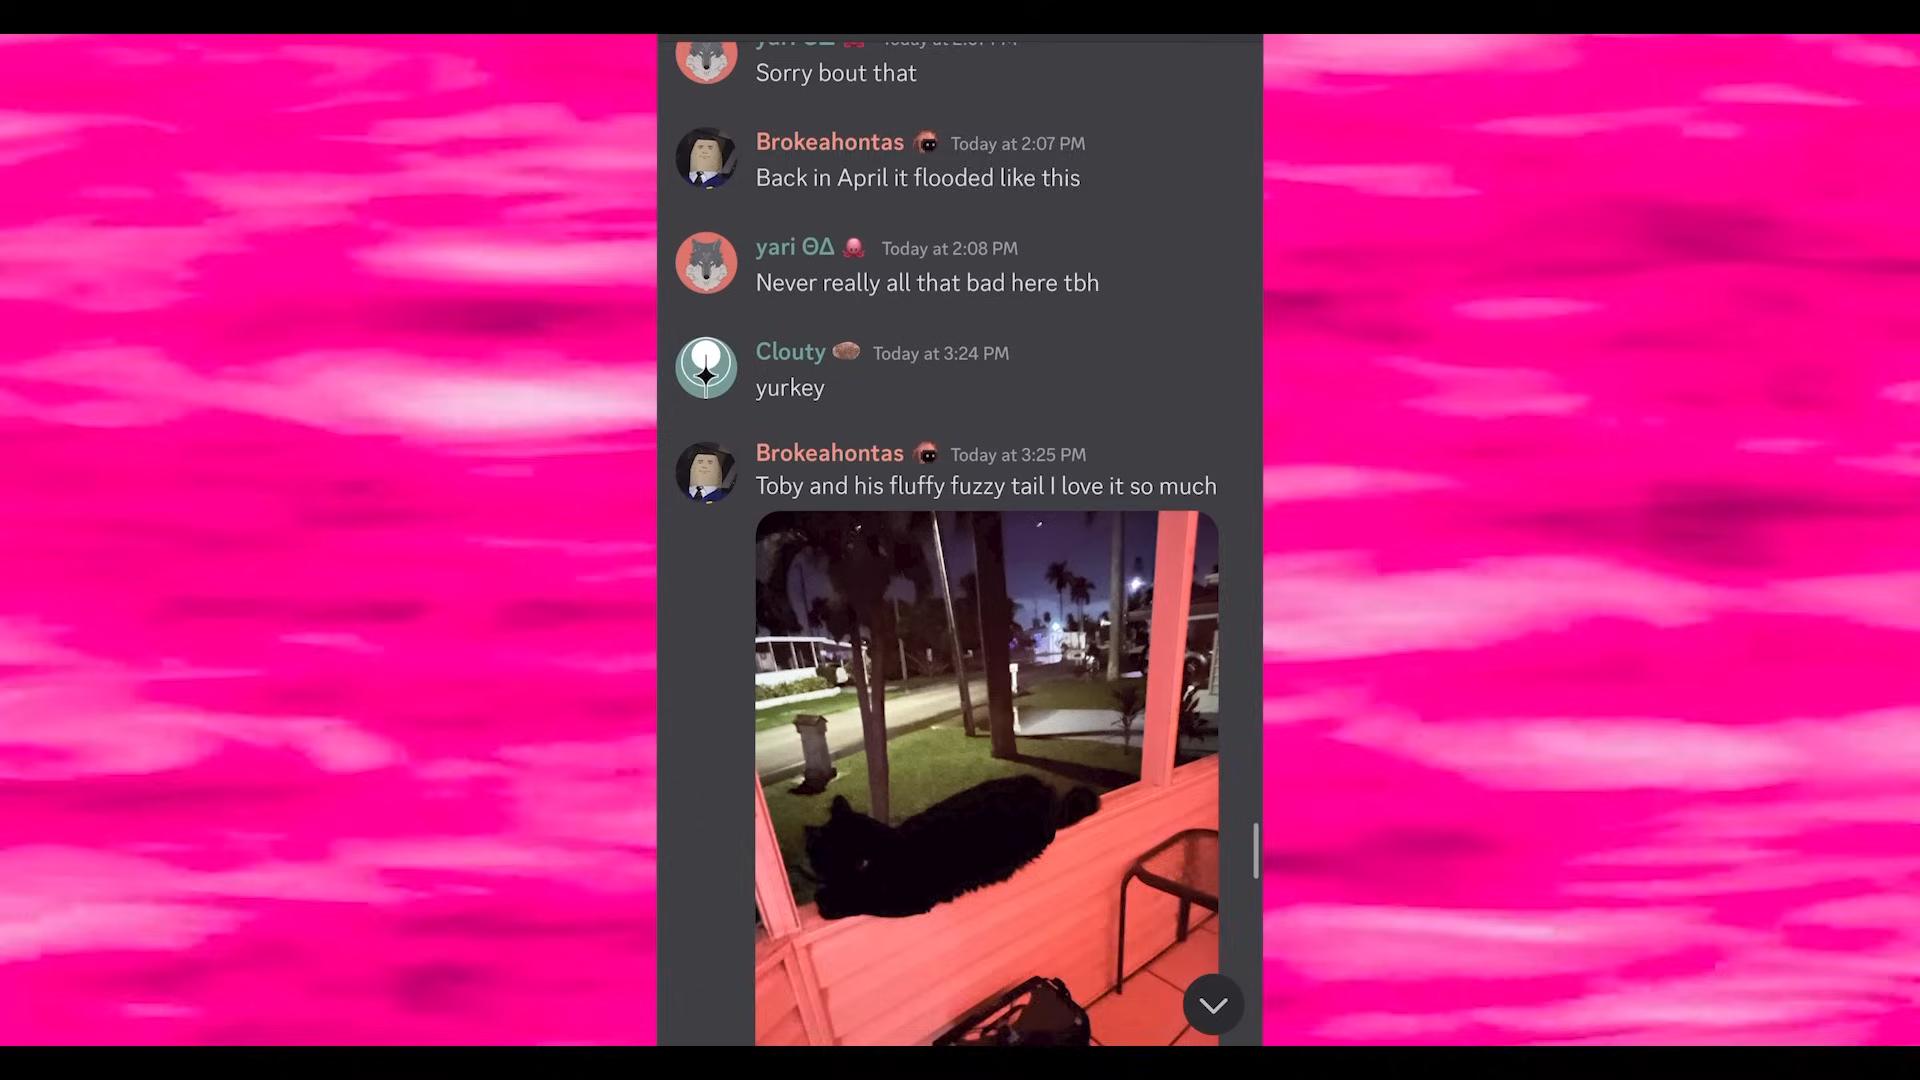 Sorry bout that
Brokeahontas Today at 2:07 PM
Back in April it flooded like this
yari ΘΔ Today at 2:08 PM
Never really all that bad here tbh
Clouty Today at 3:24 PM
yurkey
Brokeahontas Today at 3:25 PM
Toby and his fluffy fuzzy tail I love it so much